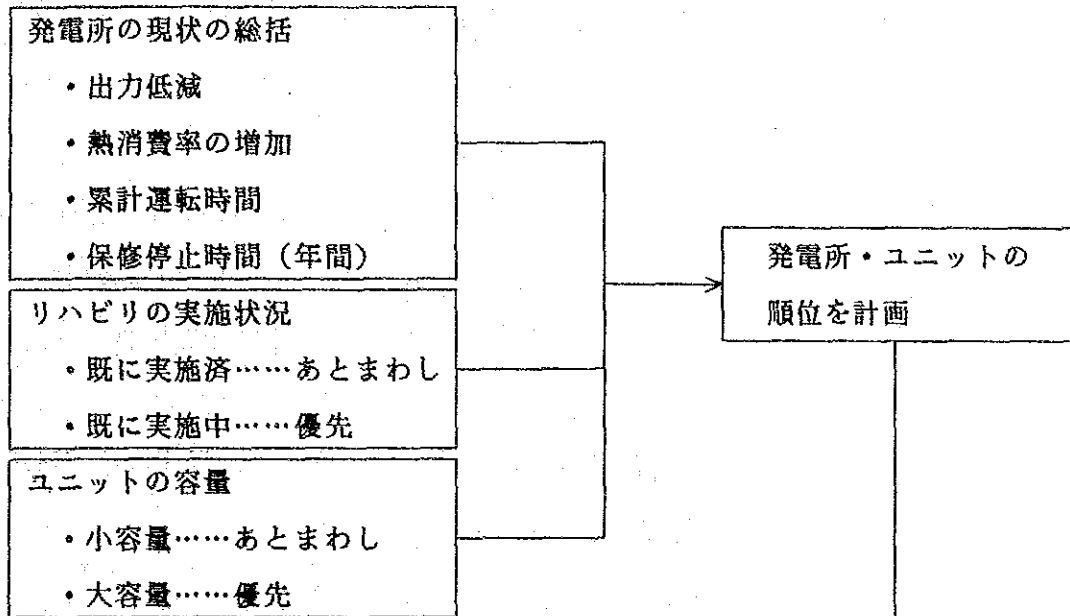 発電所の現状の総括
・出力低減
・熱消費率の増加
・累計運転時間
・保修停止時間（年間）
リハビリの実施状況
・既に実施済……あとまわし
・既に実施中……優先
ユニットの容量
・小容量……あとまわし
・大容量……優先
発電所・ユニットの
順位を計画